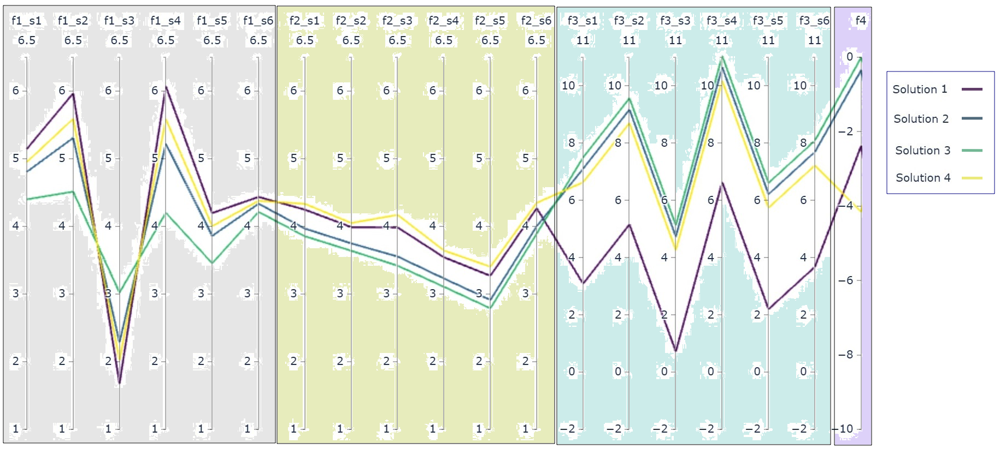 f1_s1 f1_s2 f1_s3 f1_s4 f1_s5 f1_s6 f2_s1 f2_s2 f2_s3 f2_s4 f2_s5 f2_s6 f3_s1 f3_s2 f3_s3 f3_s4 f3_s5 f3_s6 f4
6.5 6.5 6.5 6.5 6.5 6.5 6.5 6.5 6.5 6.5 6.5 6.5 11 11 11 11 11 11
0
10 10 10 10 10 10
6 6 6 6 6 6 6 6 6 6 6 6
Solution 1
Solution 2
−2
8 8 8 8 8 8
Solution 3
5 5 5 5 5 5 5 5 5 5 5 5
Solution 4
6 6 6 6 6 6
−4
4 4 4 4 4 4 4 4 4 4 4 4
4 4 4 4 4 4
−6
3 3 3 3 3 3 3 3 3 3 3 3
2 2 2 2 2 2
−8
2 2 2 2 2 2 2 2 2 2 2 2
0 0 0 0 0 0
1 1 1 1 1 1 1 1 1 1 1 1 −2 −2 −2 −2 −2 −2 −10